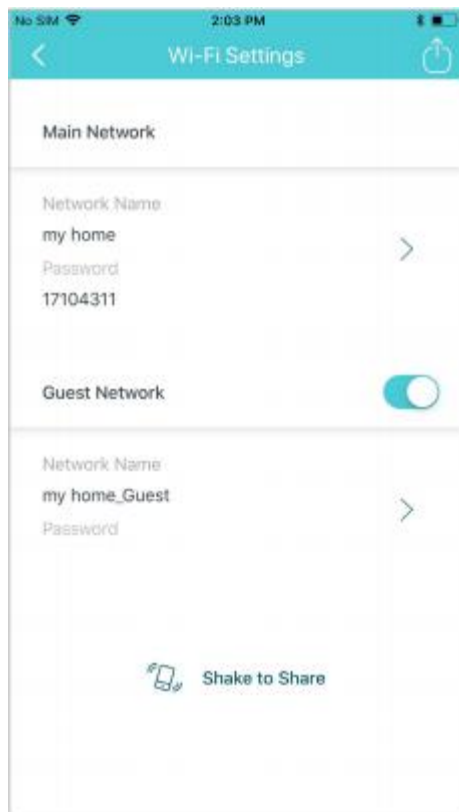 No SIM 2:03 PM
Wi-Fi Settings
Main Network
Network Name
my home
Password
17104311
Guest Network
Network Name
my home_Guest
Password
Shake to Share